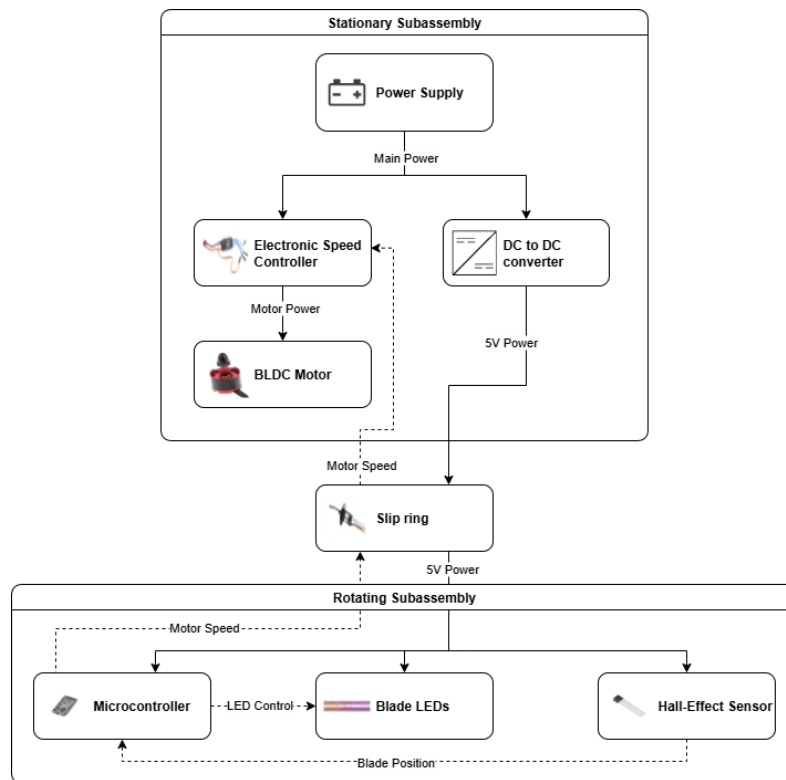 Stationary Subassembly
Power Supply
Main Power
Electronic Speed
Controller
DC to DC
converter
Motor Power
5V Power
BLDC Motor
Motor Speed
Slip ring
5V Power
Rotating Subassembly
Motor Speed
Microcontroller
LED Control
Blade LEDs
Hall-Effect Sensor
Blade Position